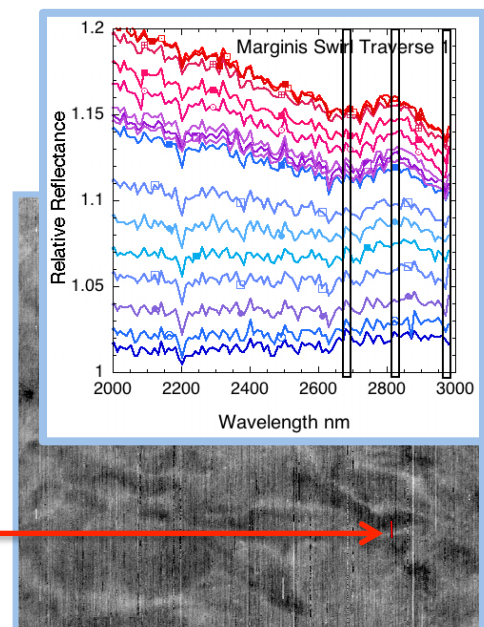 1.2
Marginis Swirl Traverse 1
1.15
1.1
1.05
1
Relative Reflectance
2000 2200 2400 2600 2800 3000
Wavelength nm